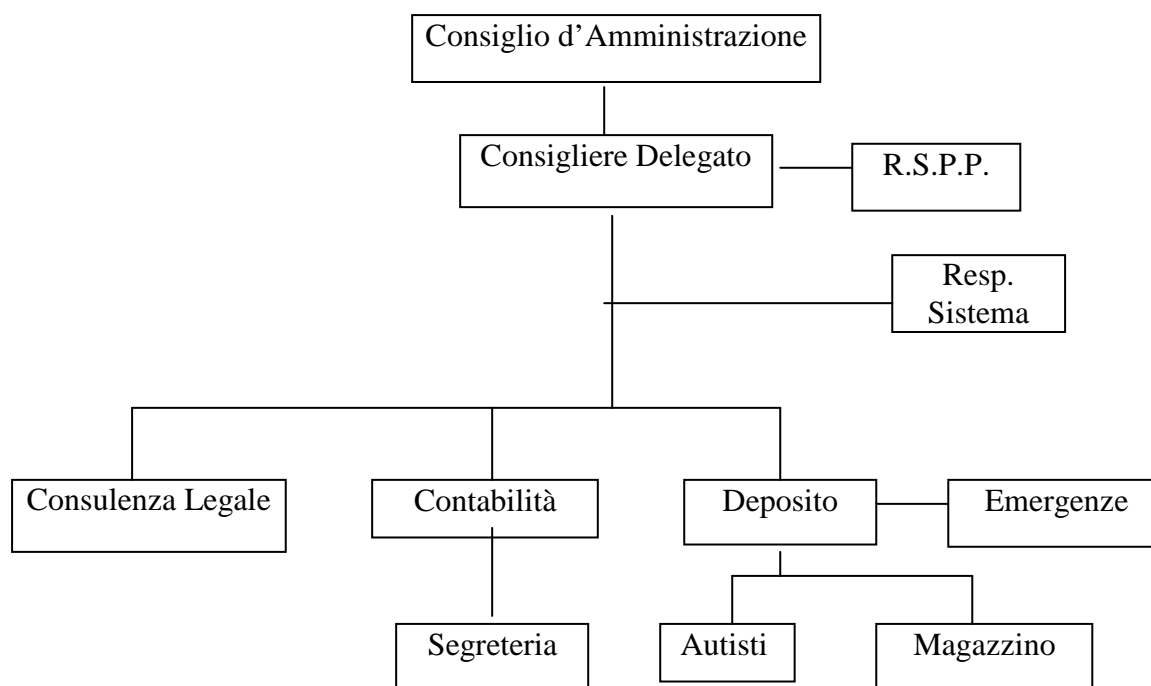 Consiglio d’Amministrazione
Consigliere Delegato
R.S.P.P.
Resp.
Sistema
Consulenza Legale
Contabilità
Deposito
Emergenze
Segreteria
Autisti
Magazzino